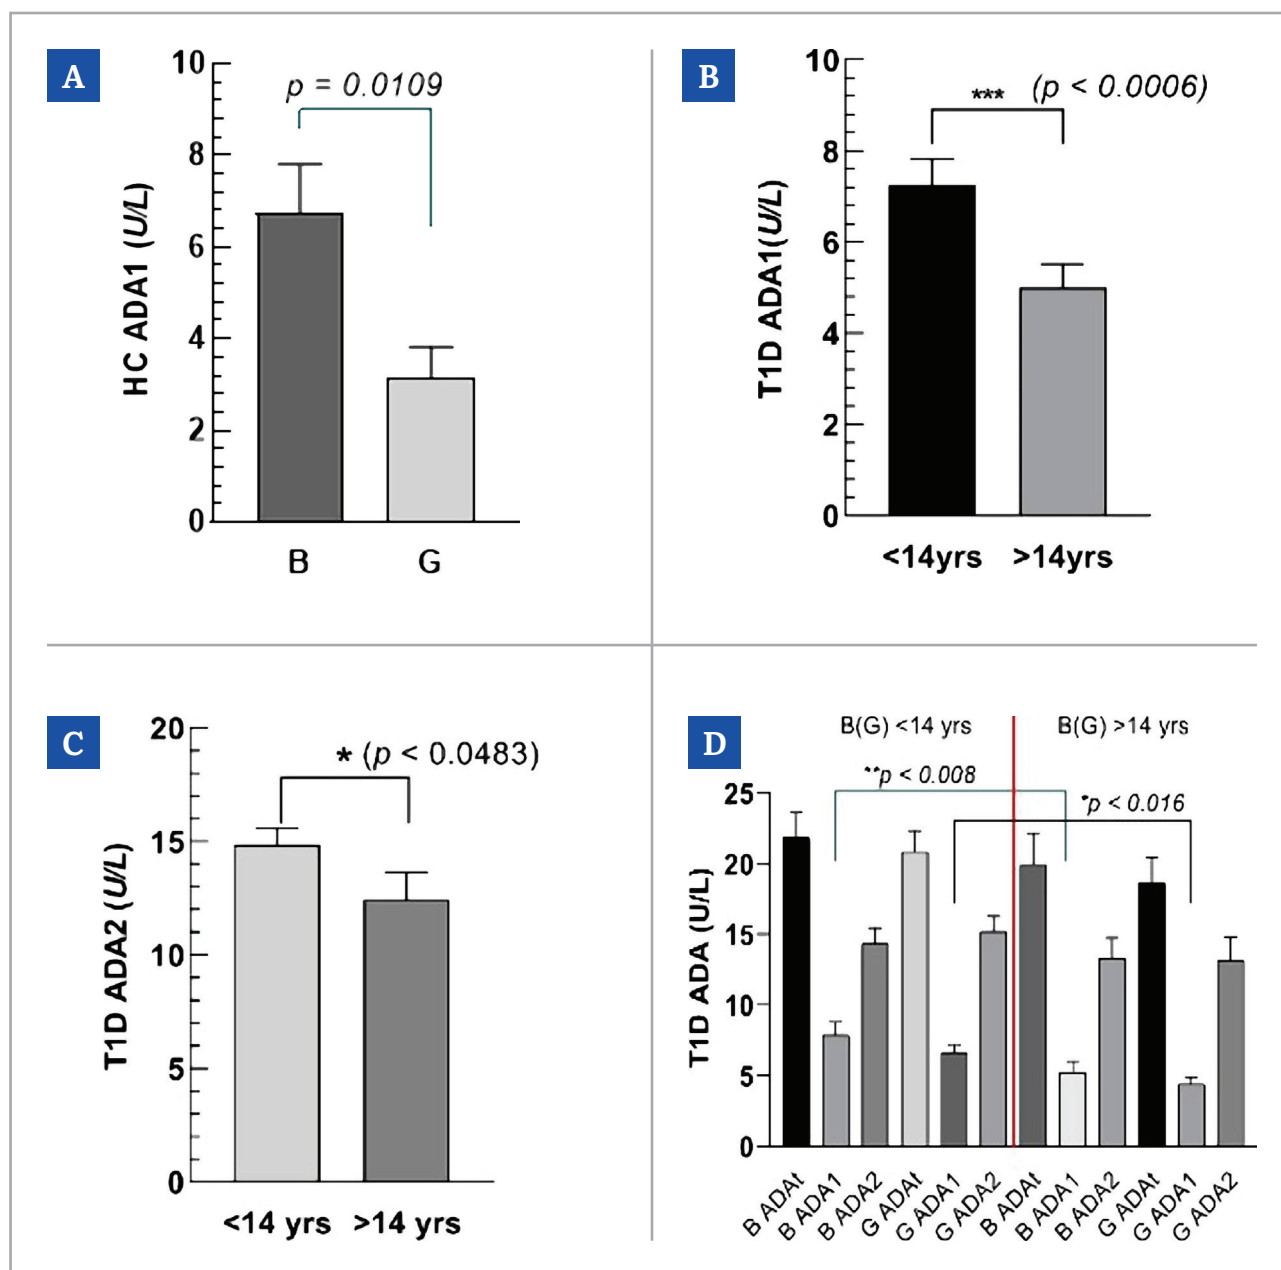 A
p = 0.0109
HC ADA1 (U/L)
10
8
6
4
2
0
B
G
B
*** (p < 0.0006)
T1D ADA1(U/L)
10
8
6
4
2
0
<14yrs >14yrs
C
* (p < 0.0483)
T1D ADA2 (U/L)
20
15
10
5
0
<14 yrs >14 yrs
D
B(G) <14 yrs
B(G) >14 yrs
**p < 0.008
*p < 0.016
T1D ADA (U/L)
25
20
15
10
5
0
B ADAt
B ADA1
B ADA2
G ADAt
G ADA1
G ADA2
B ADAt
B ADA1
B ADA2
G ADAt
G ADA1
G ADA2